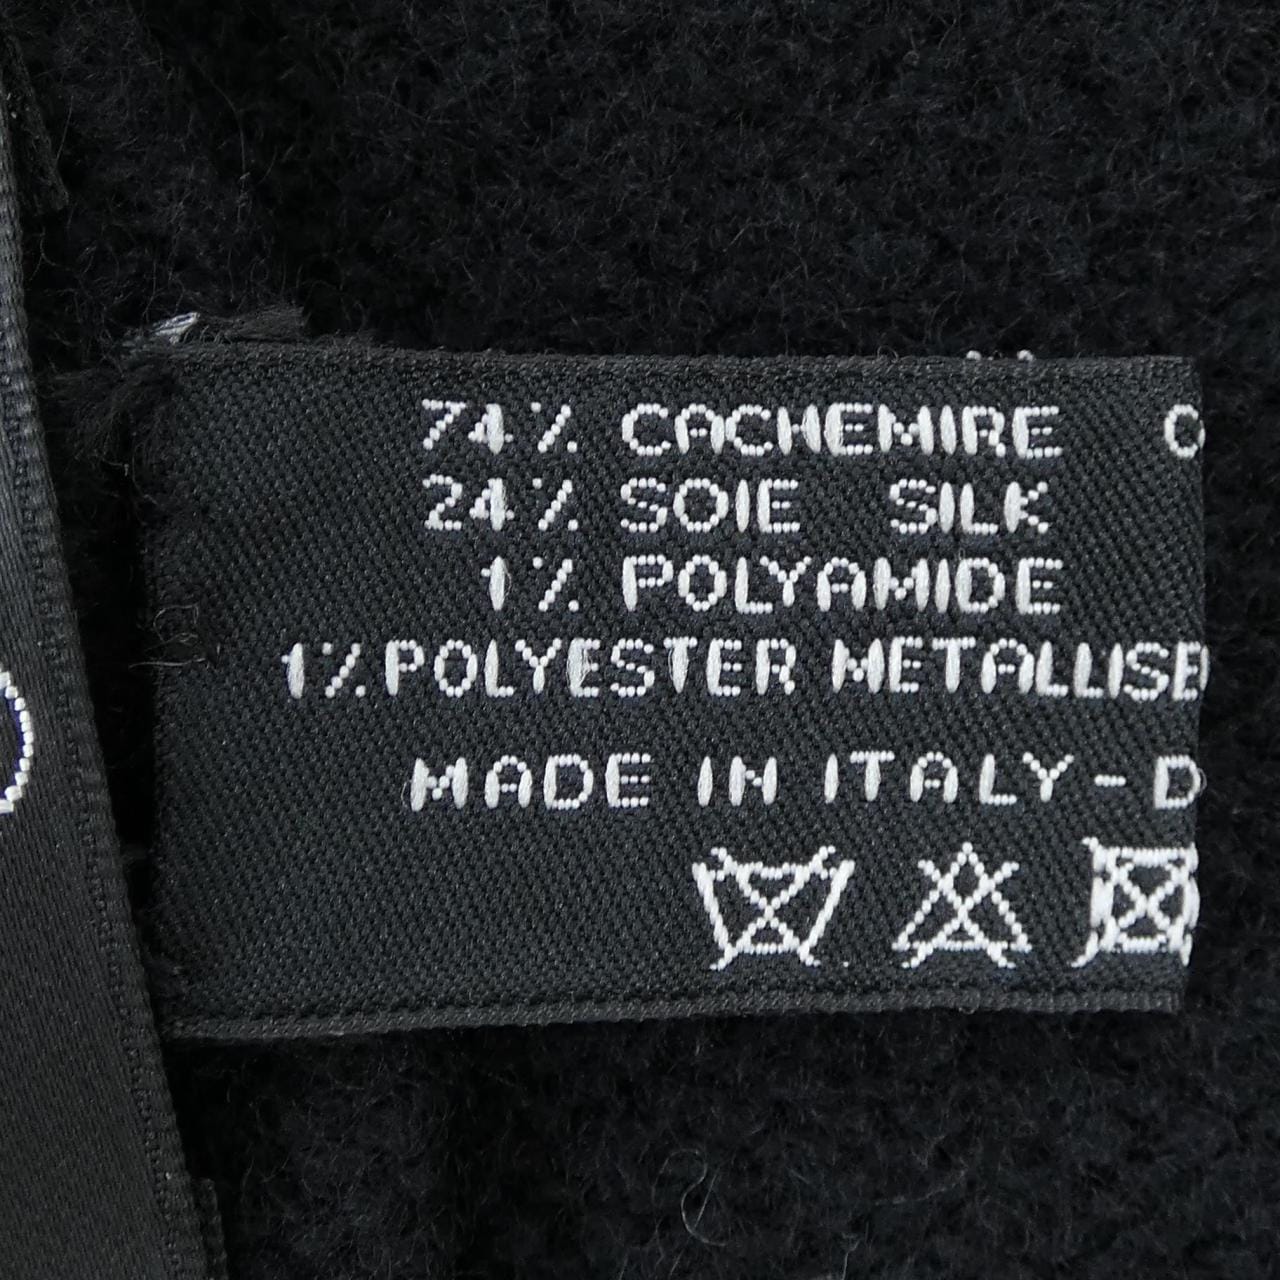 74% CACHEMIRE C
24% SOIE SILK
1% POLYAMIDE
1% POLYESTER METALLISE
MADE IN ITALY - D